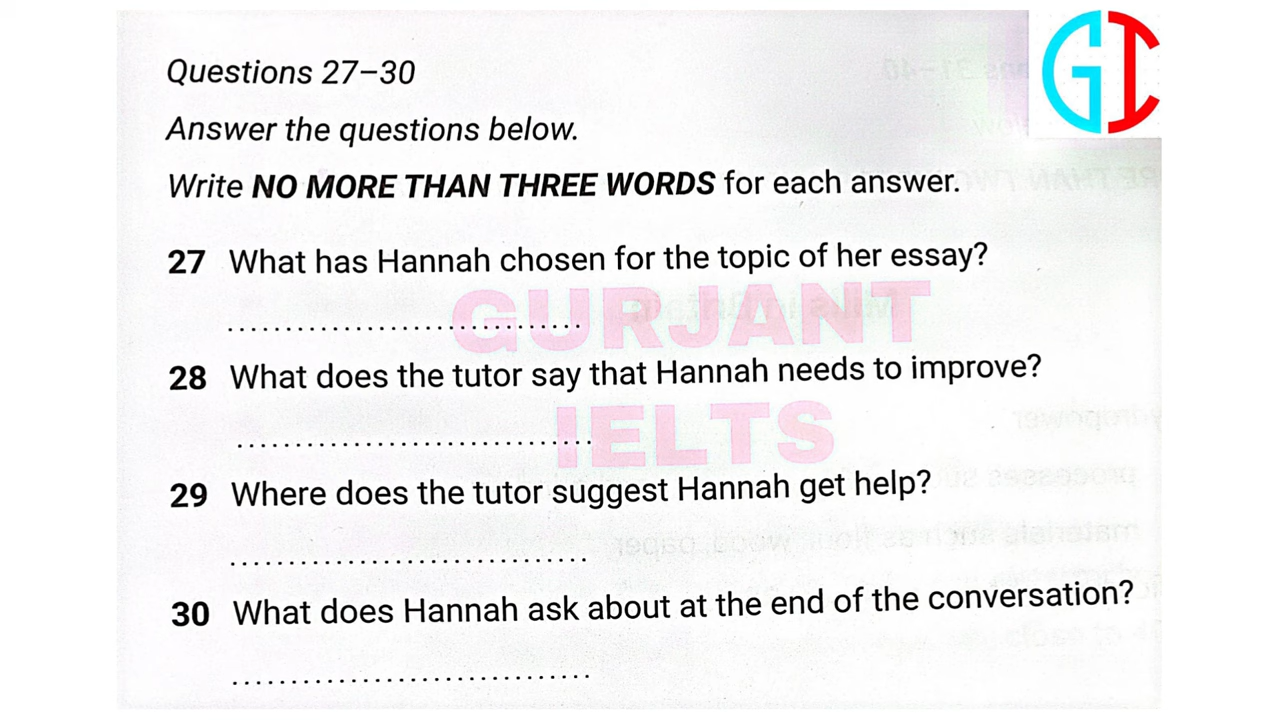 GI
Questions 27–30
Answer the questions below.
Write NO MORE THAN THREE WORDS for each answer.
27 What has Hannah chosen for the topic of her essay?
..............................
GURJANT
28 What does the tutor say that Hannah needs to improve?
..............................
IELTS
29 Where does the tutor suggest Hannah get help?
..............................
30 What does Hannah ask about at the end of the conversation?
..............................